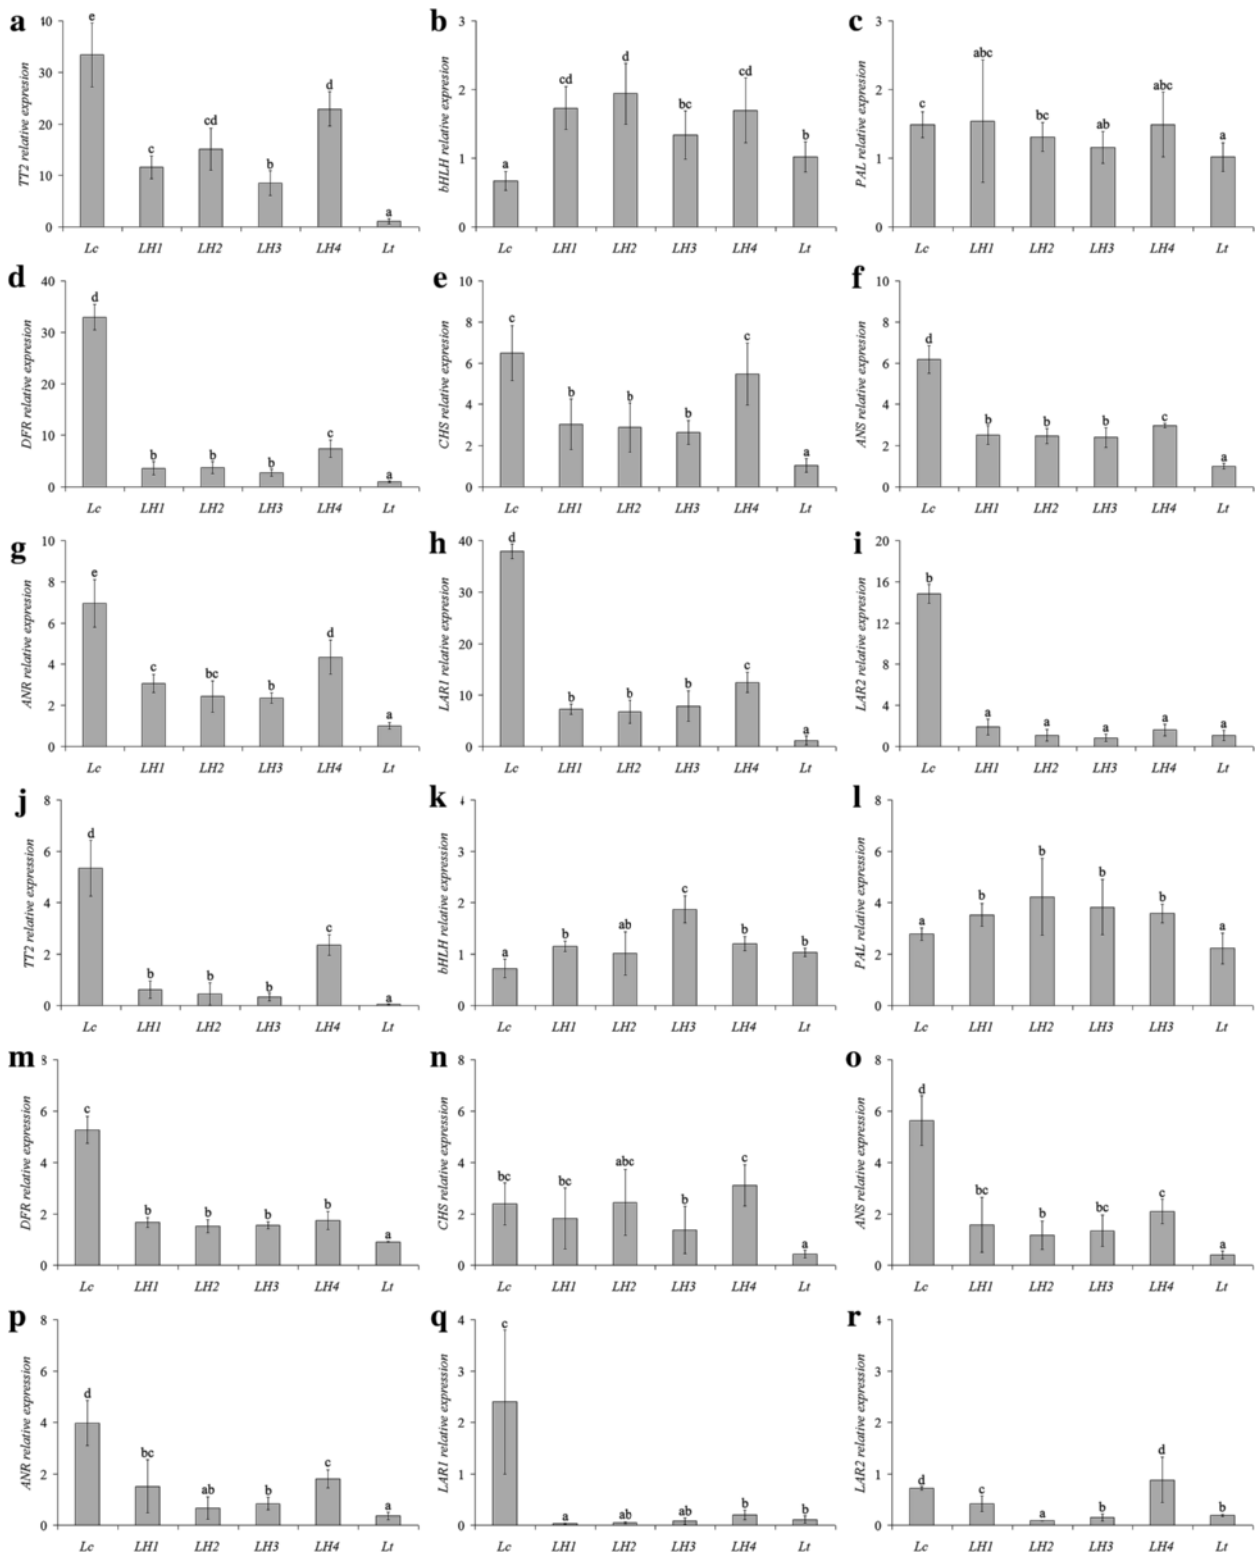 a
TT2 relative expresion
30
20
10
0
e
c
cd
b
d
a
Lc LH1 LH2 LH3 LH4 Lt
b
bHLH relative expresion
3
2
1
0
a
cd
d
bc
cd
b
Lc LH1 LH2 LH3 LH4 Lt
c
PAL relative expresion
3
2
1
0
c
abc
bc
ab
abc
a
Lc LH1 LH2 LH3 LH4 Lt
d
DFR relative expresion
40
30
20
10
0
d
b
b
b
c
a
Lc LH1 LH2 LH3 LH4 Lt
e
CHS relative expresion
10
8
6
4
2
0
c
b
b
b
c
a
Lc LH1 LH2 LH3 LH4 Lt
f
ANS relative expresion
10
8
6
4
2
0
d
b
b
b
c
a
Lc LH1 LH2 LH3 LH4 Lt
g
ANR relative expresion
10
8
6
4
2
0
e
c
bc
b
d
a
Lc LH1 LH2 LH3 LH4 Lt
h
LAR1 relative expresion
40
30
20
10
0
d
b
b
b
c
a
Lc LH1 LH2 LH3 LH4 Lt
i
LAR2 relative expresion
20
16
12
8
4
0
b
a
a
a
a
a
Lc LH1 LH2 LH3 LH4 Lt
j
TT2 relative expression
8
6
4
2
0
d
b
b
b
c
a
Lc LH1 LH2 LH3 LH4 Lt
k
bHLH relative expression
4
3
2
1
0
a
b
ab
c
b
b
Lc LH1 LH2 LH3 LH4 Lt
l
PAL relative expression
8
6
4
2
0
a
b
b
b
b
a
Lc LH1 LH2 LH3 LH3 Lt
m
DFR relative expression
8
6
4
2
0
c
b
b
b
b
a
Lc LH1 LH2 LH3 LH4 Lt
n
CHS relative expression
8
6
4
2
0
bc
bc
abc
b
c
a
Lc LH1 LH2 LH3 LH4 Lt
o
ANS relative expression
8
6
4
2
0
d
bc
b
bc
c
a
Lc LH1 LH2 LH3 LH4 Lt
p
ANR relative expression
8
6
4
2
0
d
bc
ab
b
c
a
Lc LH1 LH2 LH3 LH4 Lt
q
LAR1 relative expression
4
3
2
1
0
c
a
ab
ab
b
b
Lc LH1 LH2 LH3 LH4 Lt
r
LAR2 relative expression
4
3
2
1
0
d
c
a
b
d
b
Lc LH1 LH2 LH3 LH4 Lt